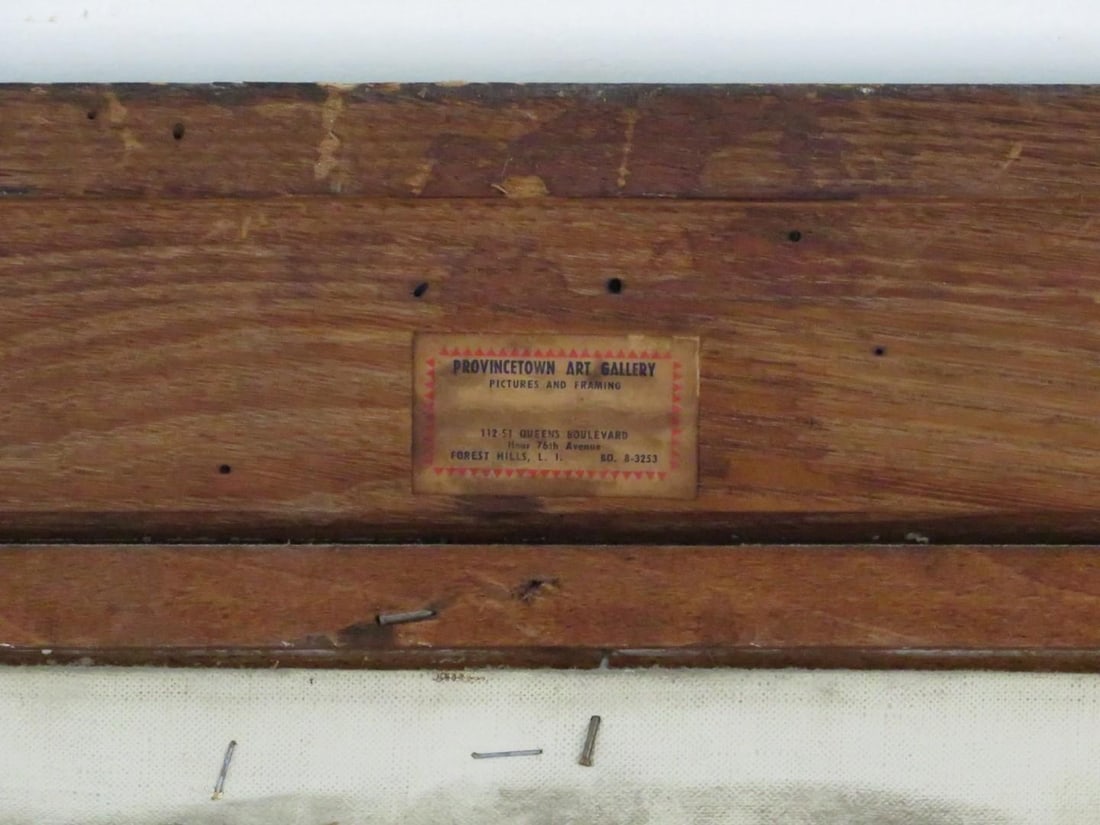 PROVINCETOWN ART GALLERY
PICTURES AND FRAMING
112-51 QUEENS BOULEVARD
Near 76th Avenue
FOREST HILLS, L. I. BO. 8-3253